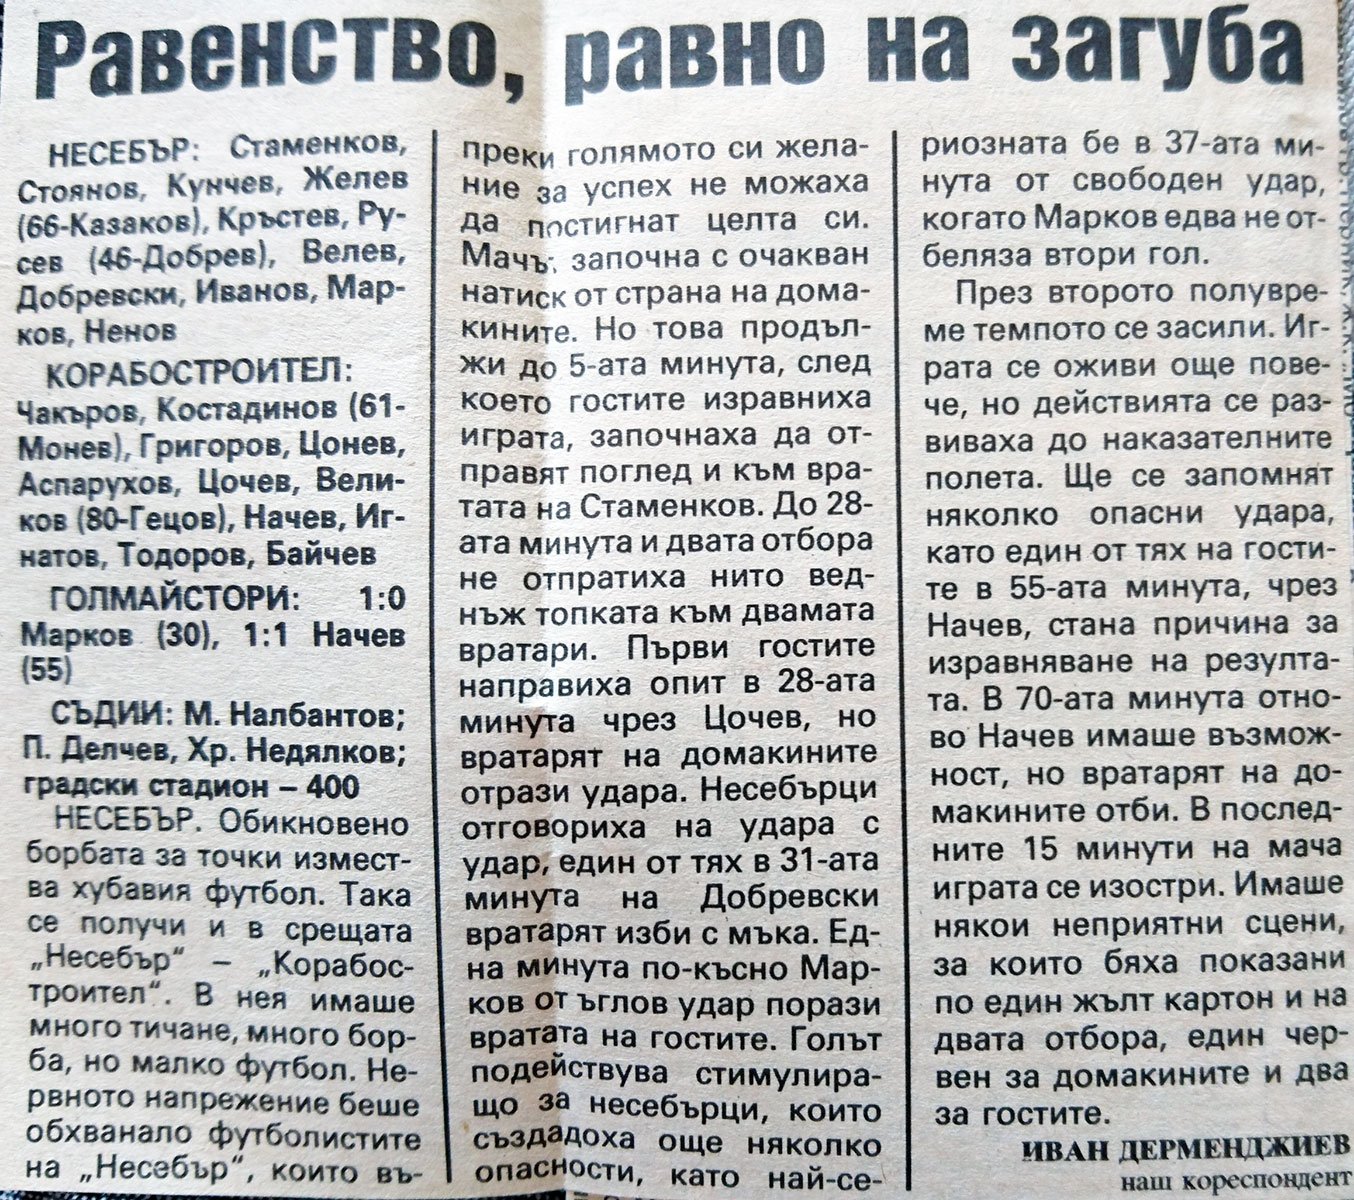 Равенство, равно на загуба
НЕСЕБЪР: Стаменков,
Стоянов, Кунчев, Желев
(66-Казаков), Кръстев, Ру-
сев (46-Добрев), Велев,
Добревски, Иванов, Мар-
ков, Ненов
КОРАБОСТРОИТЕЛ:
Чакъров, Костадинов (61-
Монев), Григоров, Цонев,
Аспарухов, Цочев, Вели-
ков (80-Гецов), Начев, Иг-
натов, Тодоров, Байчев
ГОЛМАЙСТОРИ: 1:0
Марков (30), 1:1 Начев
(55)
СЪДИИ: М. Налбантов;
П. Делчев, Хр. Недялков;
градски стадион – 400
НЕСЕБЪР. Обикновено
борбата за точки измест-
ва хубавия футбол. Така
се получи и в срещата
„Несебър“ – „Корабос-
троител“. В нея имаше
много тичане, много бор-
ба, но малко футбол. Не-
рвното напрежение беше
обхванало футболистите
на „Несебър“, които въ-
преки голямото си жела-
ние за успех не можаха
да постигнат целта си.
Мачът започна с очакван
натиск от страна на дома-
кините. Но това продъл-
жи до 5-ата минута, след
което гостите изравниха
играта, започнаха да от-
правят поглед и към вра-
тата на Стаменков. До 28-
ата минута и двата отбора
не отпратиха нито вед-
нъж топката към двамата
вратари. Първи гостите
направиха опит в 28-ата
минута чрез Цочев, но
вратарят на домакините
отрази удара. Несебърци
отговориха на удара с
удар, един от тях в 31-ата
минута на Добревски
вратарят изби с мъка. Ед-
на минута по-късно Мар-
ков от ъглов удар порази
вратата на гостите. Голът
подействува стимулира-
що за несебърци, които
създадоха още няколко
опасности, като най-се-
риозната бе в 37-ата ми-
нута от свободен удар,
когато Марков едва не от-
беляза втори гол.
През второто полувре-
ме темпото се засили. Иг-
рата се оживи още пове-
че, но действията се раз-
виваха до наказателните
полета. Ще се запомнят
няколко опасни удара,
като един от тях на гости-
те в 55-ата минута, чрез
Начев, стана причина за
изравняване на резулта-
та. В 70-ата минута отно-
во Начев имаше възмож-
ност, но вратарят на до-
макините отби. В послед-
ните 15 минути на мача
играта се изостри. Имаше
някои неприятни сцени,
за които бяха показани
по един жълт картон и на
двата отбора, един чер-
вен за домакините и два
за гостите.
ИВАН ДЕРМЕНДЖИЕВ
наш кореспондент